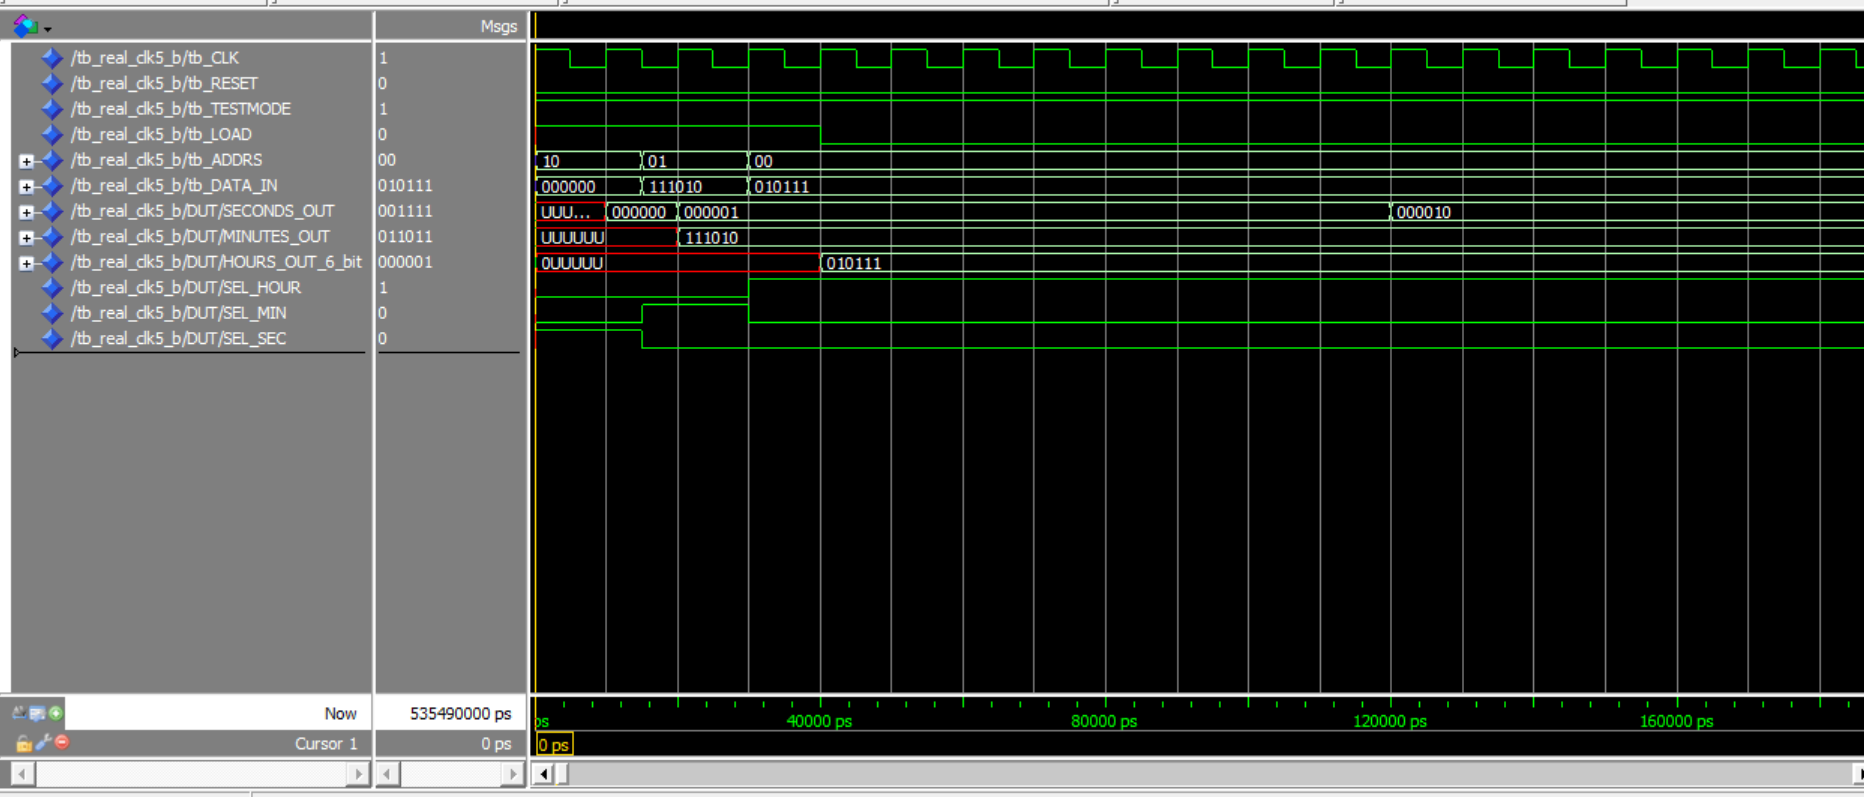 Msgs
/tb_real_clk5_b/tb_CLK 1
/tb_real_clk5_b/tb_RESET 0
/tb_real_clk5_b/tb_TESTMODE 1
/tb_real_clk5_b/tb_LOAD 0
/tb_real_clk5_b/tb_ADDRS 00 10 01 00
/tb_real_clk5_b/tb_DATA_IN 010111 000000 111010 010111
/tb_real_clk5_b/DUT/SECONDS_OUT 001111 UUU... 000000 000001 000010
/tb_real_clk5_b/DUT/MINUTES_OUT 011011 UUUUUU 111010
/tb_real_clk5_b/DUT/HOURS_OUT_6_bit 000001 0UUUUU 010111
/tb_real_clk5_b/DUT/SEL_HOUR 1
/tb_real_clk5_b/DUT/SEL_MIN 0
/tb_real_clk5_b/DUT/SEL_SEC 0
Now 535490000 ps ps 40000 ps 80000 ps 120000 ps 160000 ps
Cursor 1 0 ps 0 ps